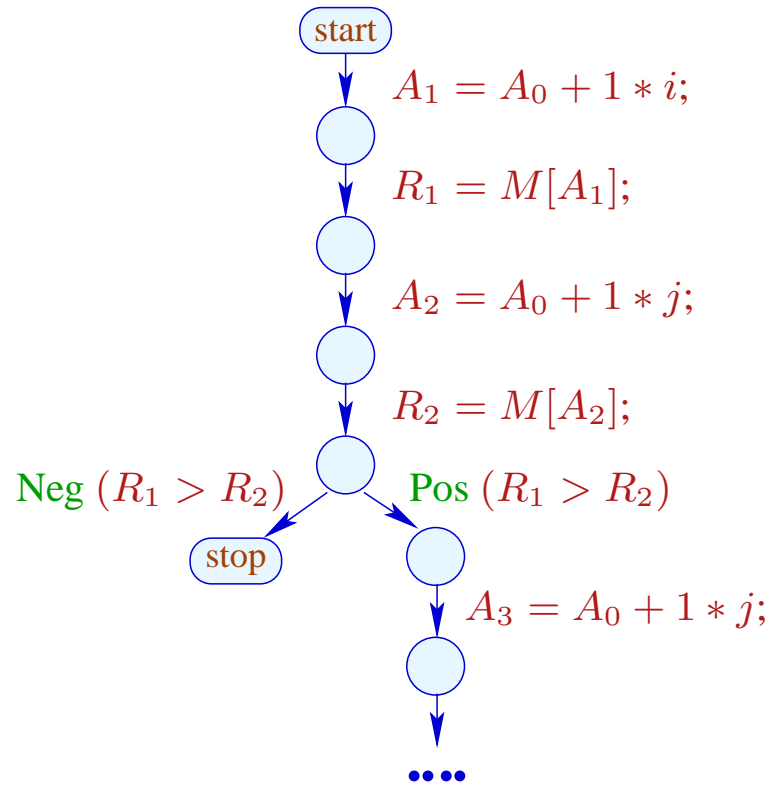 start
A₁ = A₀ + 1 ∗ i;
R₁ = M[A₁];
A₂ = A₀ + 1 ∗ j;
R₂ = M[A₂];
Neg (R₁ > R₂) Pos (R₁ > R₂)
stop
A₃ = A₀ + 1 ∗ j;